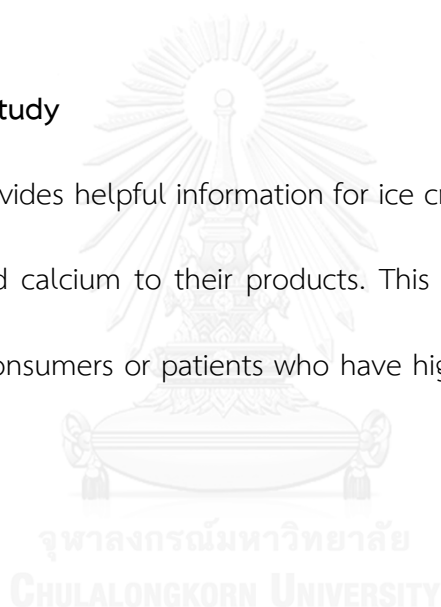 tudy
vides helpful information for ice cr
d calcium to their products. This
onsumers or patients who have hig
จุฬาลงกรณ์มหาวิทยาลัย
CHULALONGKORN UNIVERSITY